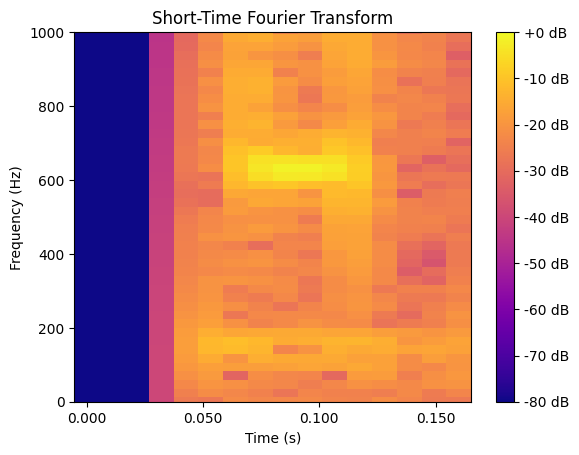 Short-Time Fourier Transform
1000
800
600
400
200
0
Frequency (Hz)
0.000
0.050
0.100
0.150
Time (s)
+0 dB
-10 dB
-20 dB
-30 dB
-40 dB
-50 dB
-60 dB
-70 dB
-80 dB